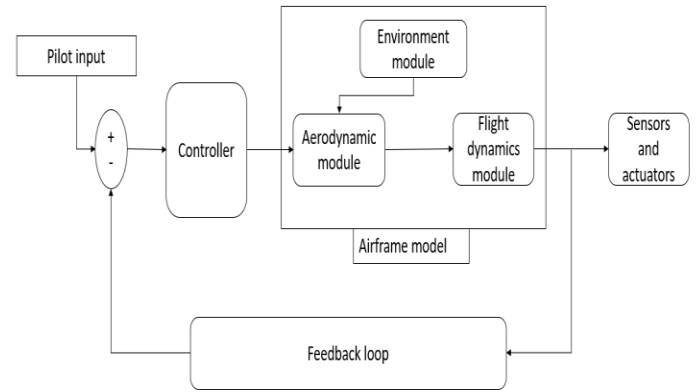 Pilot input
+
-
Controller
Environment
module
Aerodynamic
module
Flight
dynamics
module
Sensors
and
actuators
Airframe model
Feedback loop